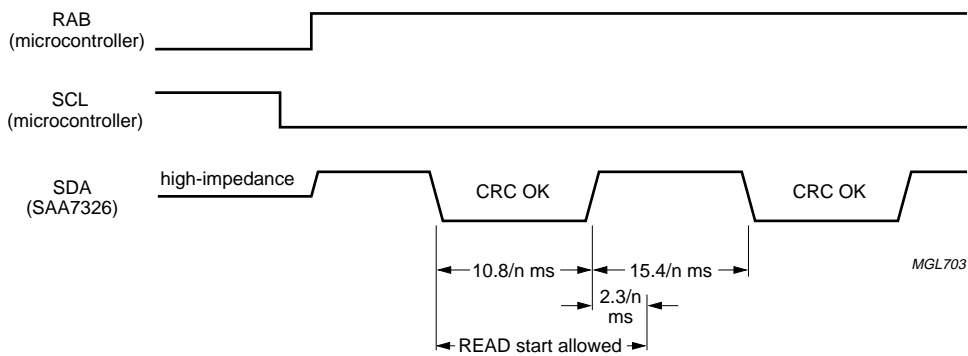 RAB
(microcontroller)
SCL
(microcontroller)
SDA
(SAA7326)
high-impedance
CRC OK
CRC OK
10.8/n ms
15.4/n ms
2.3/n
ms
READ start allowed
MGL703